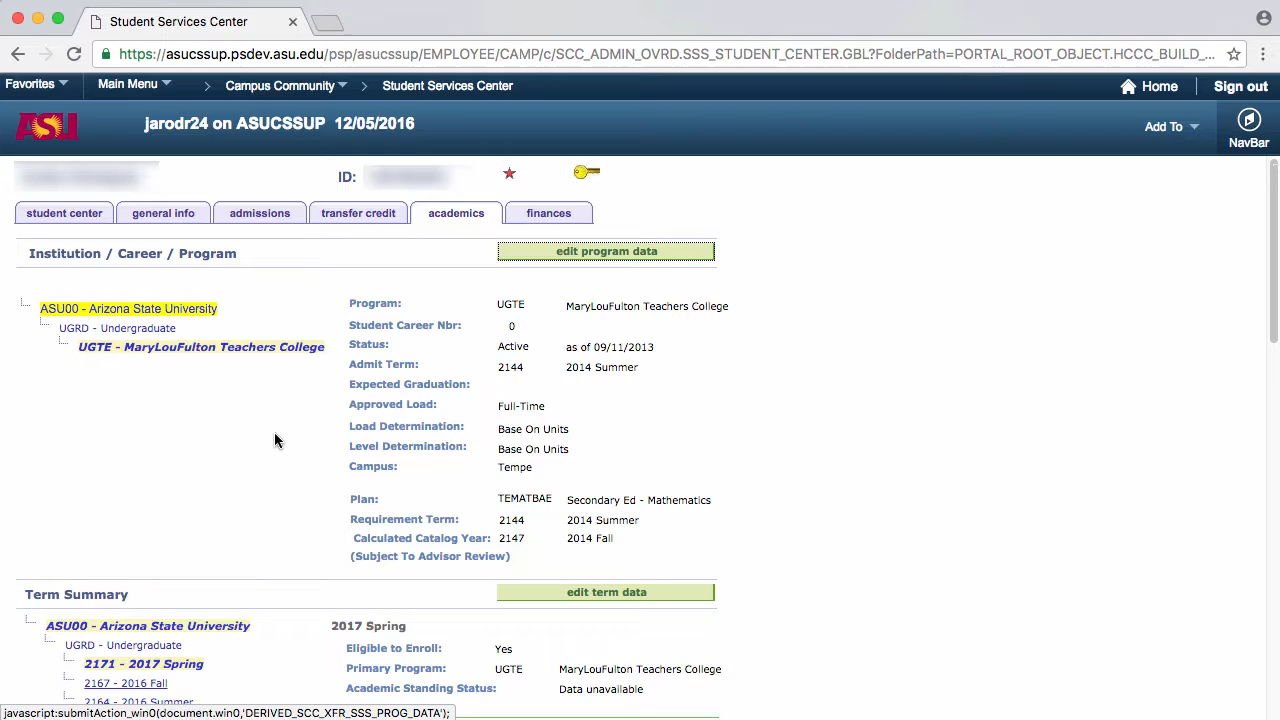 Student Services Center
https://asucssup.psdev.asu.edu/psp/asucssup/EMPLOYEE/CAMP/c/SCC_ADMIN_OVRD.SSS_STUDENT_CENTER.GBL?FolderPath=PORTAL_ROOT_OBJECT.HCCC_BUILD_...
Favorites Main Menu > Campus Community > Student Services Center Home Sign out
ASU jarodr24 on ASUCSSUP 12/05/2016 Add To NavBar
ID:
student center general info admissions transfer credit academics finances
Institution / Career / Program edit program data
ASU00 - Arizona State University
UGRD - Undergraduate
UGTE - MaryLouFulton Teachers College
Program: UGTE MaryLouFulton Teachers College
Student Career Nbr: 0
Status: Active as of 09/11/2013
Admit Term: 2144 2014 Summer
Expected Graduation:
Approved Load: Full-Time
Load Determination: Base On Units
Level Determination: Base On Units
Campus: Tempe
Plan: TEMATBAE Secondary Ed - Mathematics
Requirement Term: 2144 2014 Summer
Calculated Catalog Year: 2147 2014 Fall
(Subject To Advisor Review)
Term Summary edit term data
ASU00 - Arizona State University
UGRD - Undergraduate
2171 - 2017 Spring
2167 - 2016 Fall
2164 - 2016 Summer
2017 Spring
Eligible to Enroll: Yes
Primary Program: UGTE MaryLouFulton Teachers College
Academic Standing Status: Data unavailable
javascript:submitAction_win0(document.win0,'DERIVED_SCC_XFR_SSS_PROG_DATA');